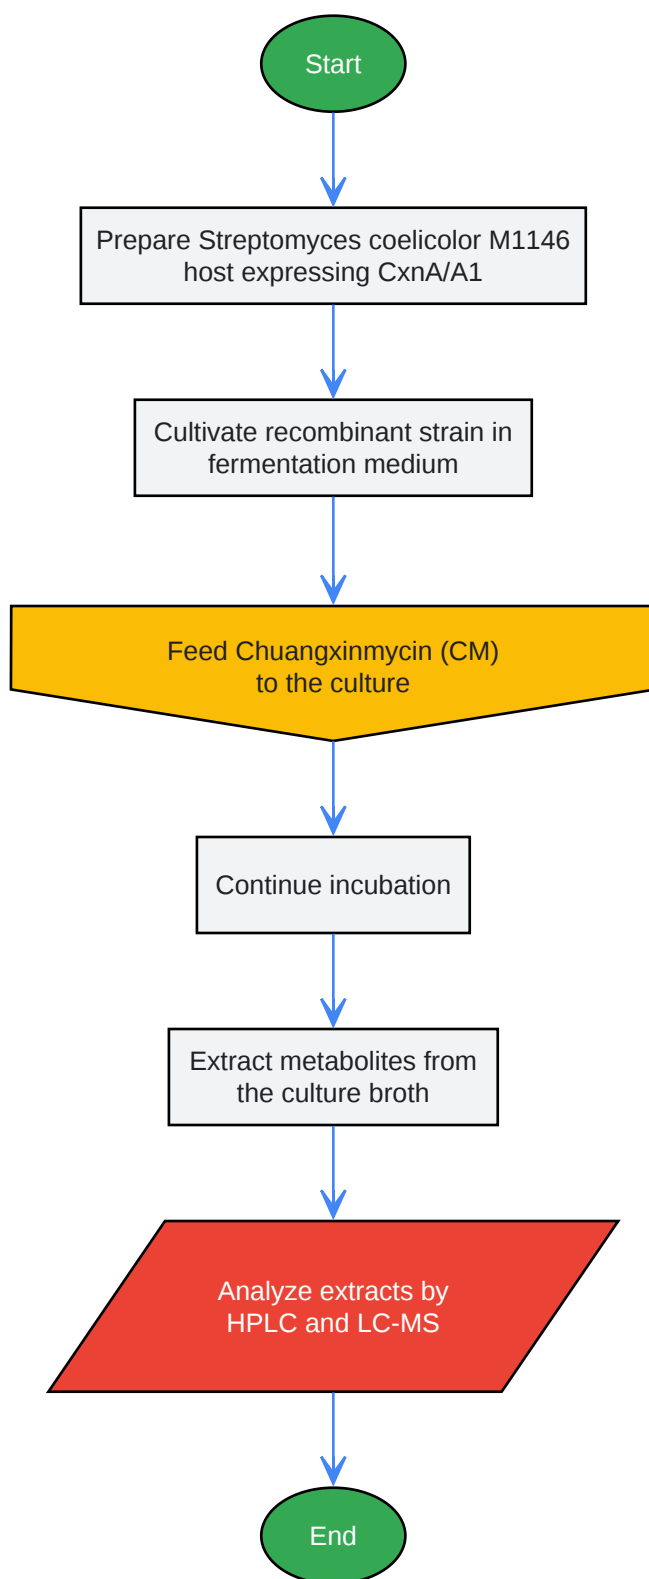 Start
Prepare Streptomyces coelicolor M1146
host expressing CxnA/A1
Cultivate recombinant strain in
fermentation medium
Feed Chuangxinmycin (CM)
to the culture
Continue incubation
Extract metabolites from
the culture broth
Analyze extracts by
HPLC and LC-MS
End